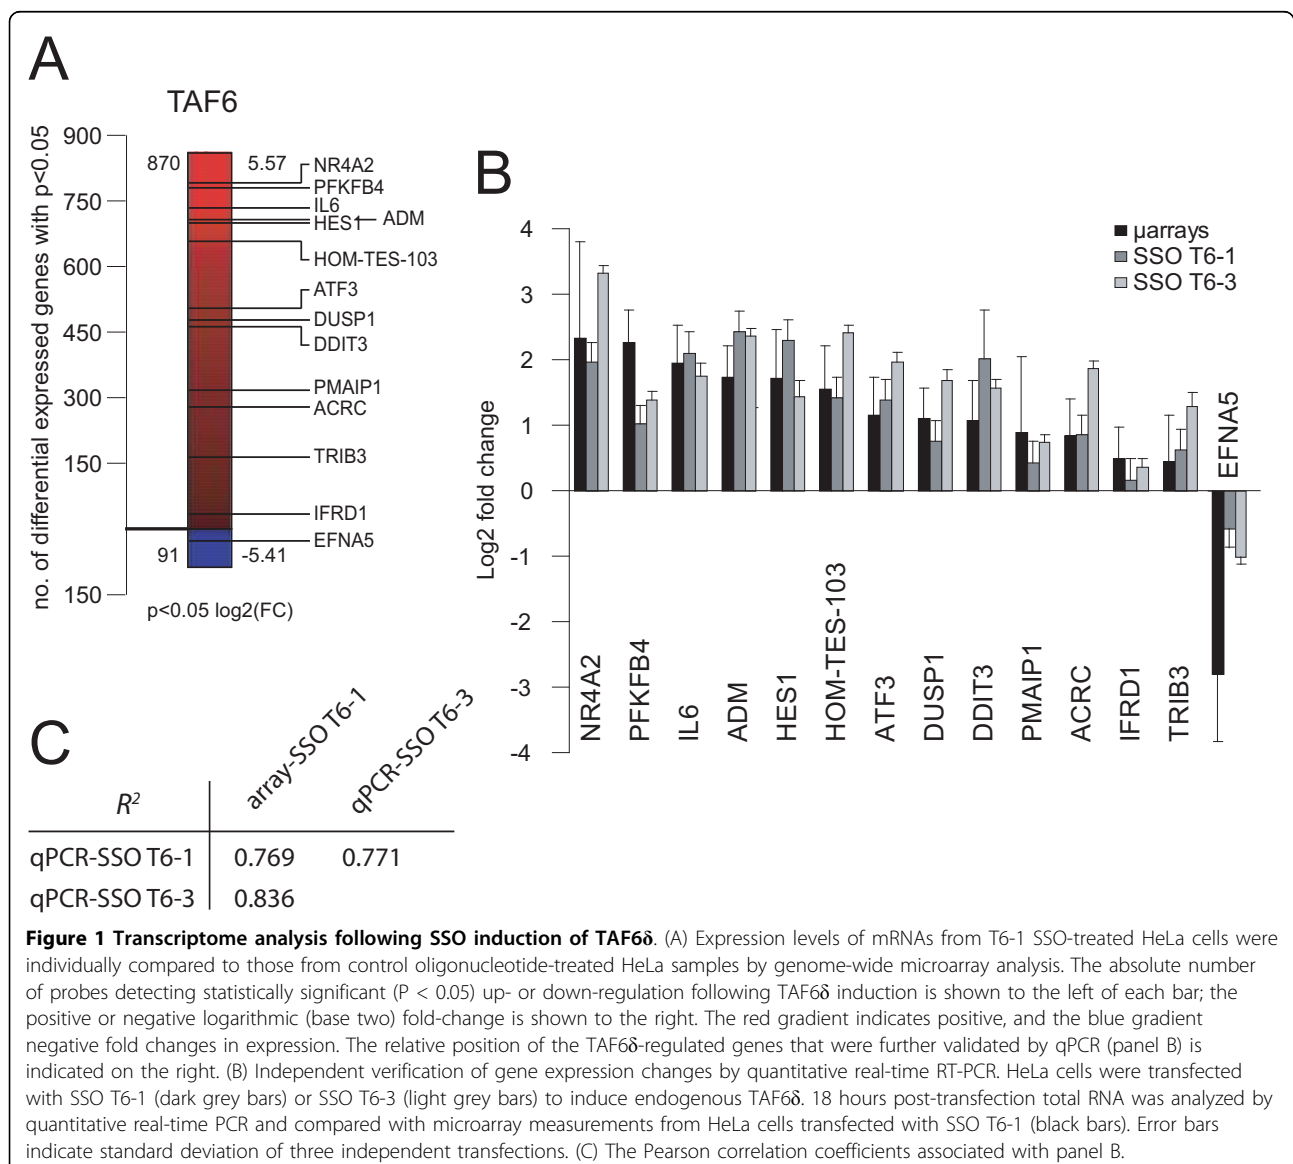 A
TAF6
no. of differential expressed genes with p<0.05
900
750
600
450
300
150
150
870
5.57
NR4A2
PFKFB4
IL6
HES1
ADM
HOM-TES-103
ATF3
DUSP1
DDIT3
PMAIP1
ACRC
TRIB3
IFRD1
EFNA5
91
-5.41
p<0.05 log2(FC)
B
Log2 fold change
4
3
2
1
0
-1
-2
-3
-4
µarrays
SSO T6-1
SSO T6-3
NR4A2
PFKFB4
IL6
ADM
HES1
HOM-TES-103
ATF3
DUSP1
DDIT3
PMAIP1
ACRC
IFRD1
TRIB3
EFNA5
C
R²
array-SSO T6-1
qPCR-SSO T6-3
qPCR-SSO T6-1 0.769 0.771
qPCR-SSO T6-3 0.836
Figure 1 Transcriptome analysis following SSO induction of TAF6δ. (A) Expression levels of mRNAs from T6-1 SSO-treated HeLa cells were
individually compared to those from control oligonucleotide-treated HeLa samples by genome-wide microarray analysis. The absolute number
of probes detecting statistically significant (P < 0.05) up- or down-regulation following TAF6δ induction is shown to the left of each bar; the
positive or negative logarithmic (base two) fold-change is shown to the right. The red gradient indicates positive, and the blue gradient
negative fold changes in expression. The relative position of the TAF6δ-regulated genes that were further validated by qPCR (panel B) is
indicated on the right. (B) Independent verification of gene expression changes by quantitative real-time RT-PCR. HeLa cells were transfected
with SSO T6-1 (dark grey bars) or SSO T6-3 (light grey bars) to induce endogenous TAF6δ. 18 hours post-transfection total RNA was analyzed by
quantitative real-time PCR and compared with microarray measurements from HeLa cells transfected with SSO T6-1 (black bars). Error bars
indicate standard deviation of three independent transfections. (C) The Pearson correlation coefficients associated with panel B.